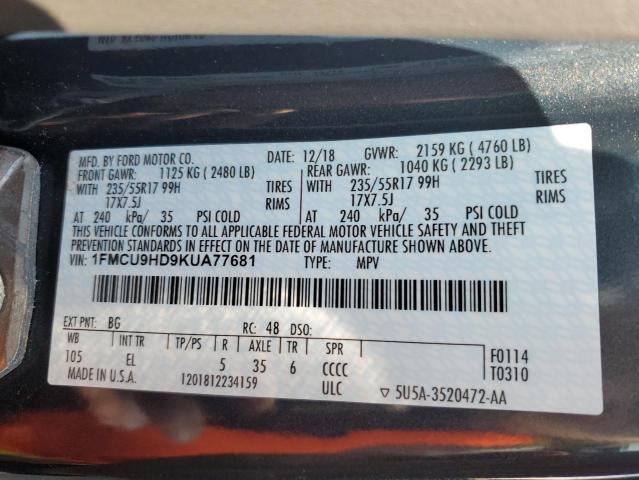 MFD. BY FORD MOTOR CO. 12/18 GVWR: 2159 KG ( 4760 LB)
FRONT GAWR: 1125 KG ( 2480 LB) REAR GAWR: 1040 KG ( 2293 LB)
WITH 235/55R17 99H TIRES WITH 235/55R17 99H TIRES
17X7.5J RIMS 17X7.5J RIMS
AT 240 kPa/ 35 PSI COLD AT 240 kPa/ 35 PSI COLD
THIS VEHICLE CONFORMS TO ALL APPLICABLE FEDERAL MOTOR VEHICLE SAFETY AND THEFT
PREVENTION STANDARDS IN EFFECT ON THE DATE OF MANUFACTURE SHOWN ABOVE.
VIN: 1FMCU9HD9KUA77681 TYPE: MPV
EXT PNT: BG RC: 48 DSO:
WB INT TR TP/PS R AXLE TR SPR F0114
105 EL 5 35 6 CCCC T0310
MADE IN U.S.A. 1201812234159 ULC ▽ 5U5A-3520472-AA